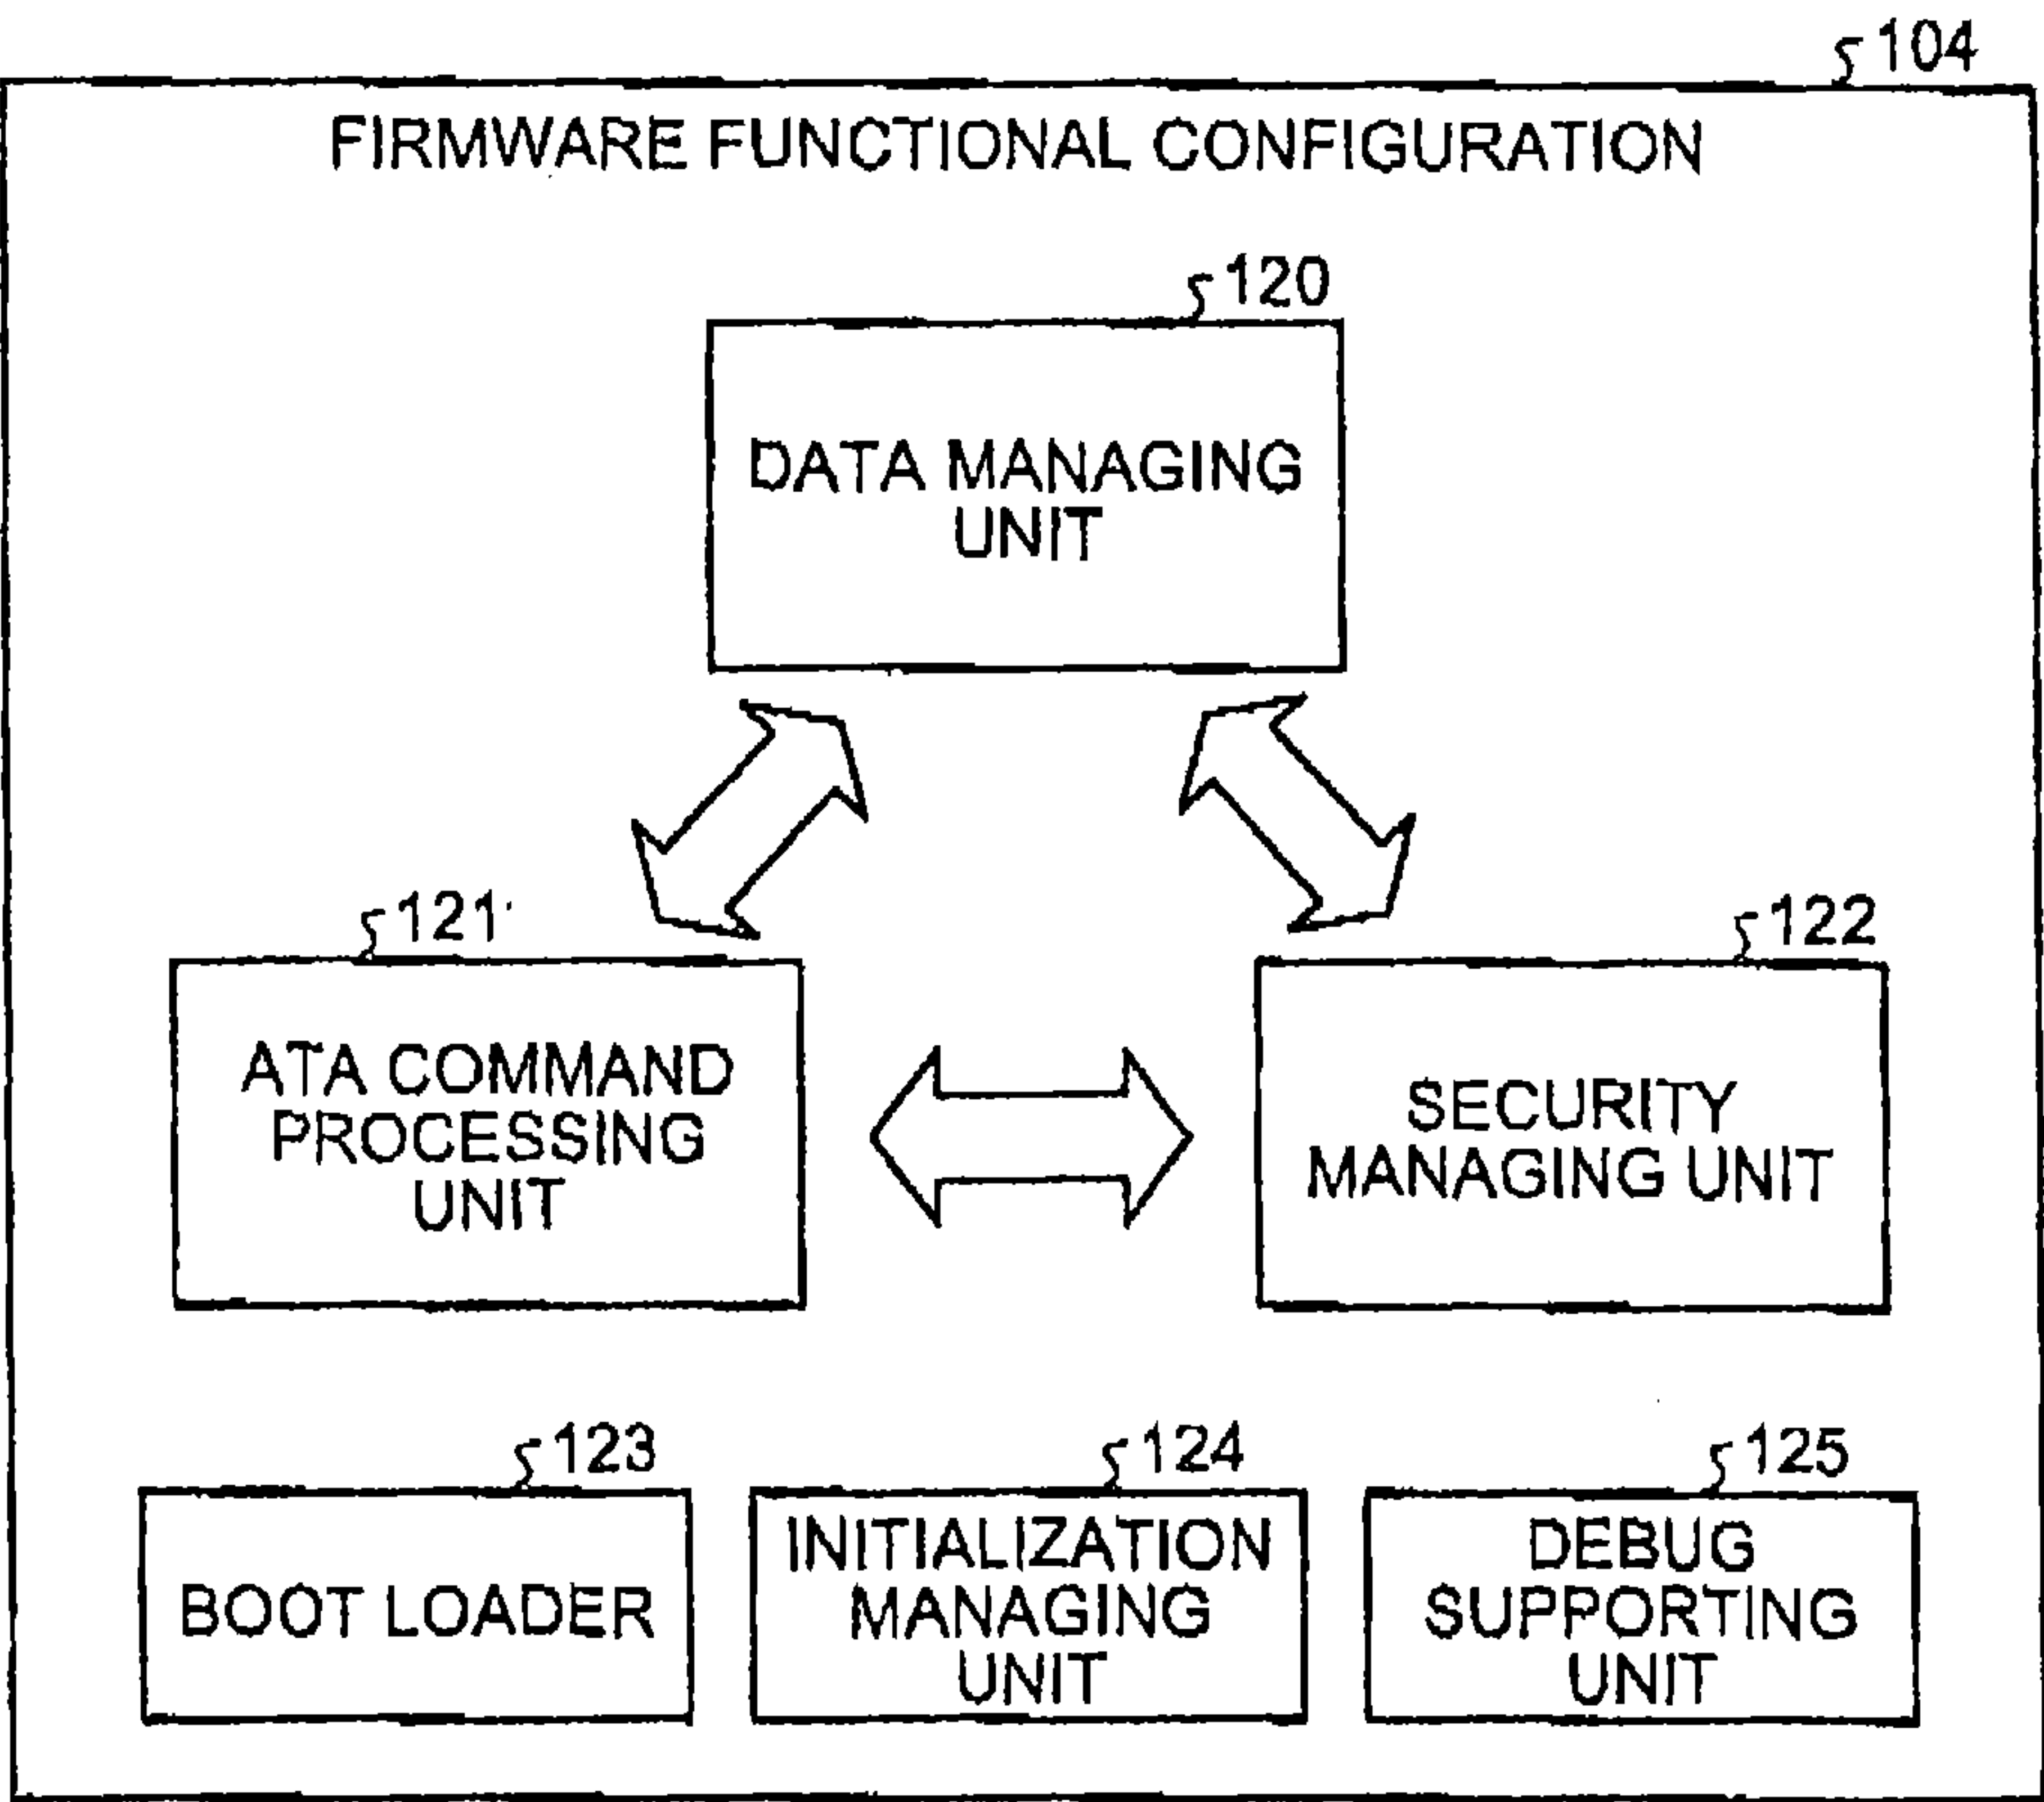 104
FIRMWARE FUNCTIONAL CONFIGURATION
120
DATA MANAGING
UNIT
121
ATA COMMAND
PROCESSING
UNIT
122
SECURITY
MANAGING UNIT
123
BOOT LOADER
124
INITIALIZATION
MANAGING
UNIT
125
DEBUG
SUPPORTING
UNIT